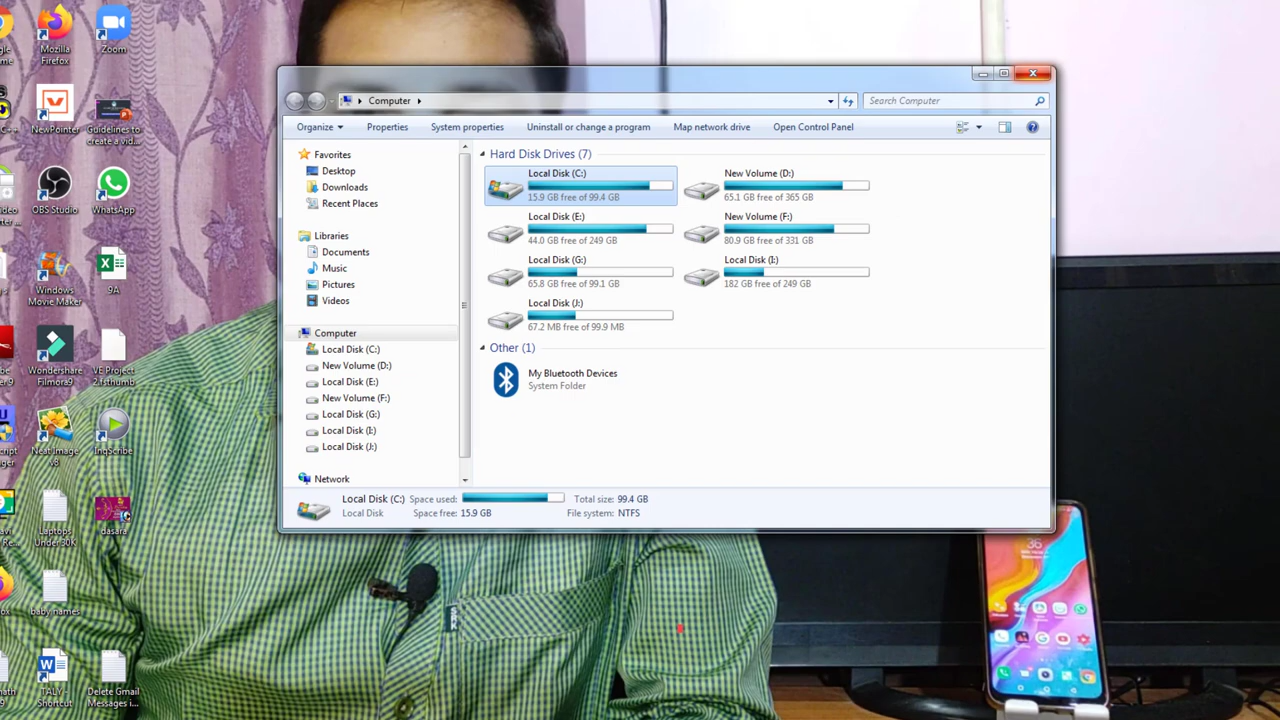 Mozilla
Firefox
Zoom
NewPointer
Guidelines to
create a vid...
OBS Studio
WhatsApp
Windows
Movie Maker
9A
Wondershare
Filmora9
VE Project
2.fsthumb
Neat Image
v8
InqScribe
Laptops
Under 30K
dasara
baby names
TALY -
Shortcut
Delete Gmail
Messages i...
Computer
Search Computer
Organize
Properties
System properties
Uninstall or change a program
Map network drive
Open Control Panel
Favorites
Desktop
Downloads
Recent Places
Libraries
Documents
Music
Pictures
Videos
Computer
Local Disk (C:)
New Volume (D:)
Local Disk (E:)
New Volume (F:)
Local Disk (G:)
Local Disk (I:)
Local Disk (J:)
Network
Hard Disk Drives (7)
Local Disk (C:)
15.9 GB free of 99.4 GB
New Volume (D:)
65.1 GB free of 365 GB
Local Disk (E:)
44.0 GB free of 249 GB
New Volume (F:)
80.9 GB free of 331 GB
Local Disk (G:)
65.8 GB free of 99.1 GB
Local Disk (I:)
182 GB free of 249 GB
Local Disk (J:)
67.2 MB free of 99.9 MB
Other (1)
My Bluetooth Devices
System Folder
Local Disk (C:) Space used: Total size: 99.4 GB
Local Disk Space free: 15.9 GB File system: NTFS